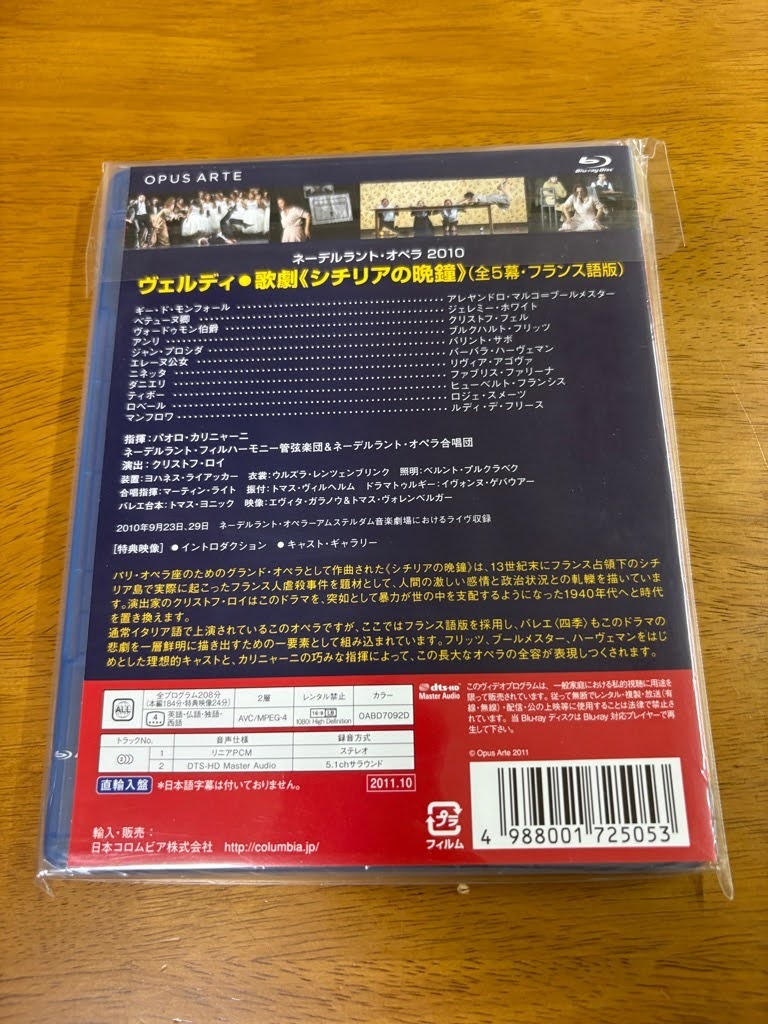 OPUS ARTE
Blu-ray Disc
ネーデルラント・オペラ 2010
ヴェルディ●歌劇《シチリアの晩鐘》(全5幕・フランス語版)
ギー・ド・モンフォール アレヤンドロ・マルコ=ブールメスター
ベテューヌ卿 ジェレミー・ホワイト
ヴォードゥモン伯爵 クリストフ・フェル
アンリ ブルクハルト・フリッツ
ジャン・プロシダ バリント・サボ
エレーヌ公女 バーバラ・ハーヴェマン
ニネッタ リヴィア・アゴヴァ
ダニエリ ファブリス・ファリーナ
ティボー ヒューベルト・フランシス
ロベール ロジェ・スメーツ
マンフロワ ルディ・デ・フリース
指揮:パオロ・カリニャーニ
ネーデルラント・フィルハーモニー管弦楽団&ネーデルラント・オペラ合唱団
演出:クリストフ・ロイ
装置:ヨハネス・ライアッカー 衣裳:ウルズラ・レンツェンブリンク 照明:ベルント・プルクラベク
合唱指揮:マーティン・ライト 振付:トマス・ヴィルヘルム ドラマトゥルギー:イヴォンヌ・ゲバウアー
バレエ台本:トマス・ヨニック 映像:エヴィタ・ガラノウ&トマス・ヴォレンベルガー
2010年9月23日、29日 ネーデルラント・オペラーアムステルダム音楽劇場におけるライヴ収録
[特典映像] ●イントロダクション ●キャスト・ギャラリー
パリ・オペラ座のためのグランド・オペラとして作曲された《シチリアの晩鐘》は、13世紀末にフランス占領下のシチ
リア島で実際に起こったフランス人虐殺事件を題材として、人間の激しい感情と政治状況との軋轢を描いていま
す。演出家のクリストフ・ロイはこのドラマを、突如として暴力が世の中を支配するようになった1940年代へと時代
を置き換えます。
通常イタリア語で上演されているこのオペラですが、ここではフランス語版を採用し、バレエ〈四季〉もこのドラマの
悲劇を一層鮮明に描き出すための一要素として組み込まれています。フリッツ、ブールメスター、ハーヴェマンをはじ
めとした理想的キャストと、カリニャーニの巧みな指揮によって、この長大なオペラの全容が表現しつくされます。
ALL
全プログラム208分
(本編184分・特典映像24分)
2層
レンタル禁止
カラー
4
英語・仏語・独語・
西語
AVC/MPEG-4
16:9 LB
1080i High Definition
OABD7092D
トラックNo. 音声仕様 録音方式
1 リニアPCM ステレオ
2 DTS-HD Master Audio 5.1chサラウンド
直輸入盤 *日本語字幕は付いておりません。
2011.10
輸入・販売:
日本コロムビア株式会社 http://columbia.jp/
dts-HD
Master Audio
このヴィデオプログラムは、一般家庭における私的視聴に用途を
限って販売されています。従って無断でレンタル・複製・放送(有
線・無線)・配信・公の上映等に使用することは法律で禁止
されています。当 Blu-ray ディスクは Blu-ray 対応プレイヤーで再
生して下さい。
© Opus Arte 2011
プラ
フィルム
4 988001 725053